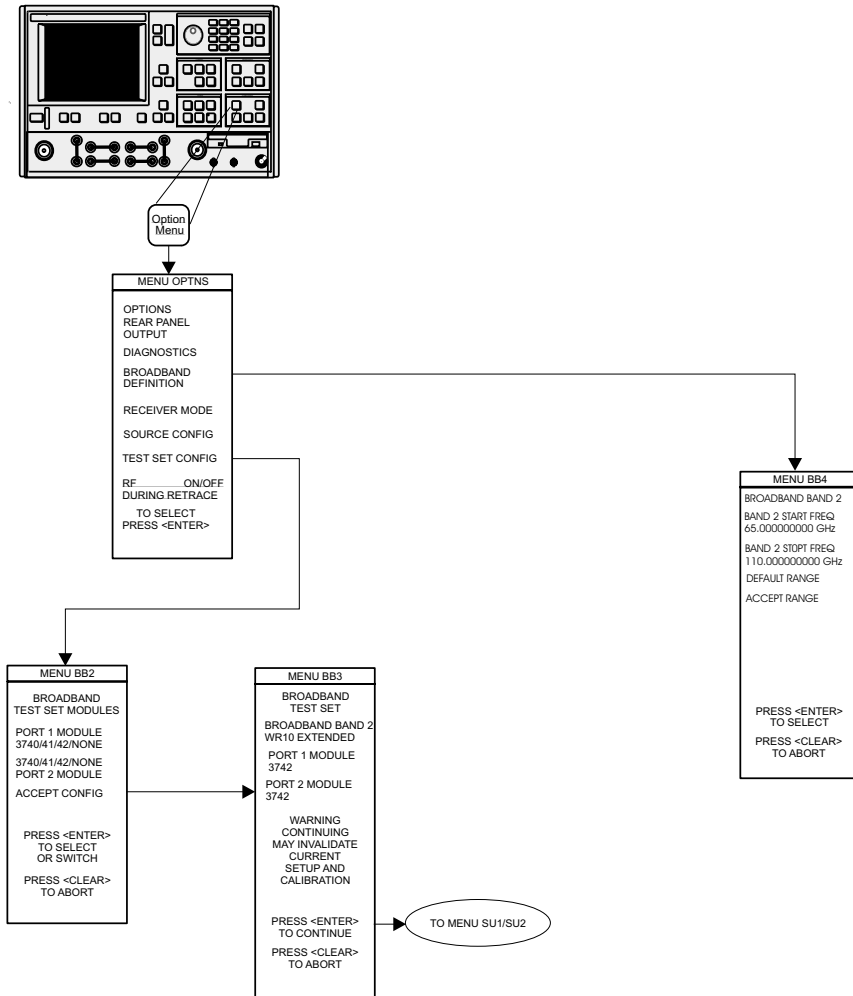 Option
Menu
MENU OPTNS
OPTIONS
REAR PANEL
OUTPUT
DIAGNOSTICS
BROADBAND
DEFINITION
RECEIVER MODE
SOURCE CONFIG
TEST SET CONFIG
RF________ON/OFF
DURING RETRACE
TO SELECT
PRESS <ENTER>
MENU BB4
BROADBAND BAND 2
BAND 2 START FREQ
65.000000000 GHz
BAND 2 STOPT FREQ
110.000000000 GHz
DEFAULT RANGE
ACCEPT RANGE
PRESS <ENTER>
TO SELECT
PRESS <CLEAR>
TO ABORT
MENU BB2
BROADBAND
TEST SET MODULES
PORT 1 MODULE
3740/41/42/NONE
3740/41/42/NONE
PORT 2 MODULE
ACCEPT CONFIG
PRESS <ENTER>
TO SELECT
OR SWITCH
PRESS <CLEAR>
TO ABORT
MENU BB3
BROADBAND
TEST SET
BROADBAND BAND 2
WR10 EXTENDED
PORT 1 MODULE
3742
PORT 2 MODULE
3742
WARNING
CONTINUING
MAY INVALIDATE
CURRENT
SETUP AND
CALIBRATION
PRESS <ENTER>
TO CONTINUE
PRESS <CLEAR>
TO ABORT
TO MENU SU1/SU2